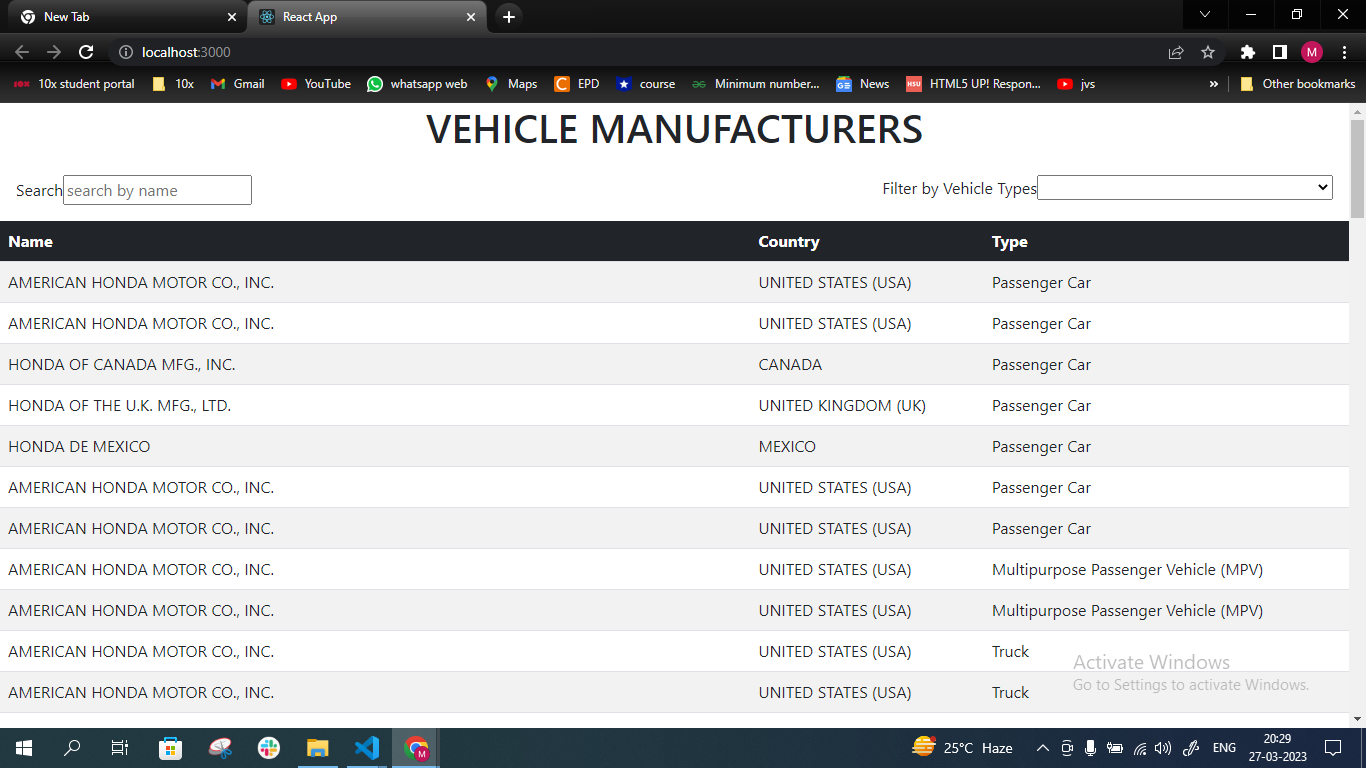 New Tab
React App
localhost:3000
10x student portal 10x Gmail YouTube whatsapp web Maps EPD course Minimum number... News HTML5 UP! Respon... jvs » Other bookmarks
VEHICLE MANUFACTURERS
Search search by name Filter by Vehicle Types
Name Country Type
AMERICAN HONDA MOTOR CO., INC. UNITED STATES (USA) Passenger Car
AMERICAN HONDA MOTOR CO., INC. UNITED STATES (USA) Passenger Car
HONDA OF CANADA MFG., INC. CANADA Passenger Car
HONDA OF THE U.K. MFG., LTD. UNITED KINGDOM (UK) Passenger Car
HONDA DE MEXICO MEXICO Passenger Car
AMERICAN HONDA MOTOR CO., INC. UNITED STATES (USA) Passenger Car
AMERICAN HONDA MOTOR CO., INC. UNITED STATES (USA) Passenger Car
AMERICAN HONDA MOTOR CO., INC. UNITED STATES (USA) Multipurpose Passenger Vehicle (MPV)
AMERICAN HONDA MOTOR CO., INC. UNITED STATES (USA) Multipurpose Passenger Vehicle (MPV)
AMERICAN HONDA MOTOR CO., INC. UNITED STATES (USA) Truck
AMERICAN HONDA MOTOR CO., INC. UNITED STATES (USA) Truck
Activate Windows
Go to Settings to activate Windows.
25°C Haze ENG 20:29
27-03-2023